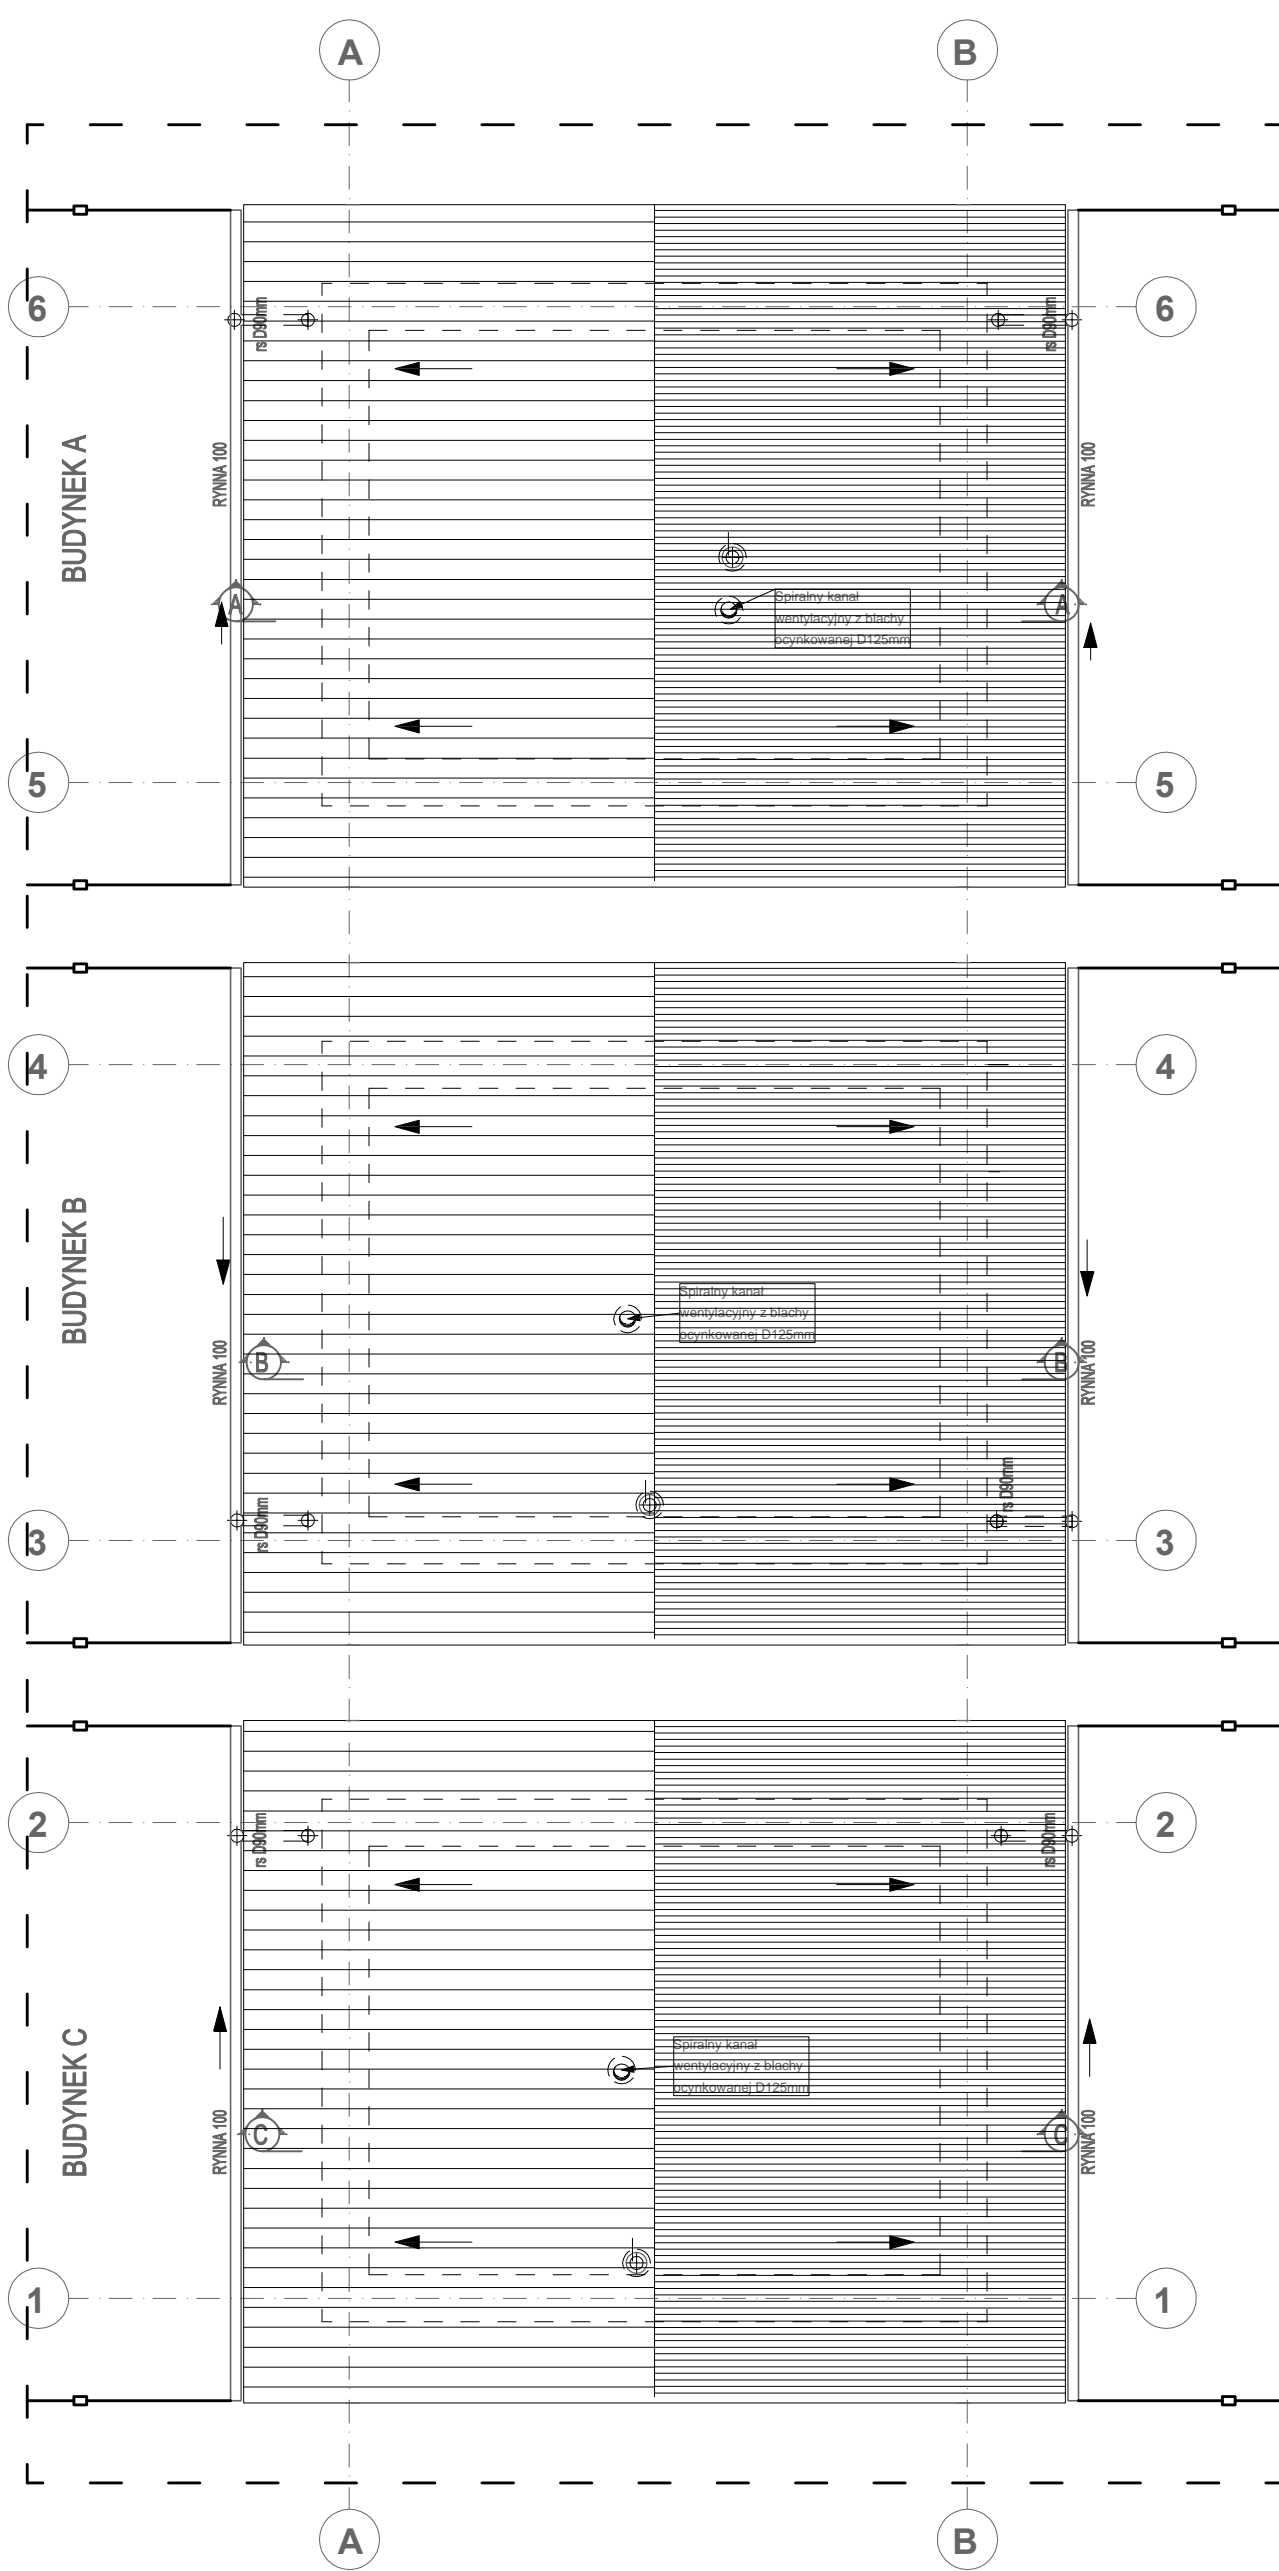 A
B
6
6
rs D90mm
rs D90mm
RYNNA 100
RYNNA 100
BUDYNEK A
A
A
Spiralny kanał
wentylacyjny z blachy
ocynkowanej D125mm
5
5
4
4
BUDYNEK B
Spiralny kanał
wentylacyjny z blachy
ocynkowanej D125mm
B
B
RYNNA 100
RYNNA 100
rs D90mm
rs D90mm
3
3
2
2
rs D90mm
rs D90mm
BUDYNEK C
Spiralny kanał
wentylacyjny z blachy
ocynkowanej D125mm
C
C
RYNNA 100
RYNNA 100
1
1
A
B